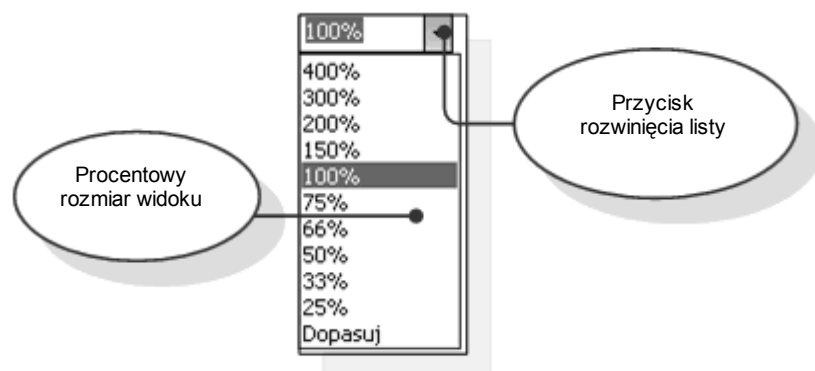 100%
400%
300%
200%
150%
100%
75%
66%
50%
33%
25%
Dopasuj
Procentowy
rozmiar widoku
Przycisk
rozwinięcia listy